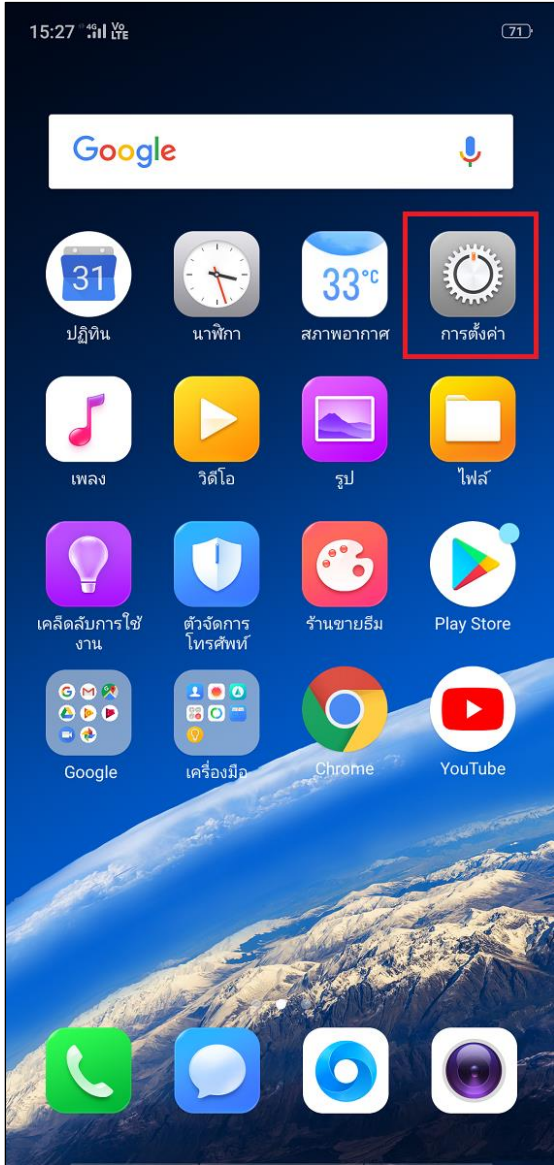 15:27 4G Vo LTE 71
Google
31 33°C
ปฏิทิน นาฬิกา สภาพอากาศ การตั้งค่า
เพลง วิดีโอ รูป ไฟล์
เคล็ดลับการใช้ ตัวจัดการ ร้านขายธีม Play Store
งาน โทรศัพท์
Google เครื่องมือ Chrome YouTube